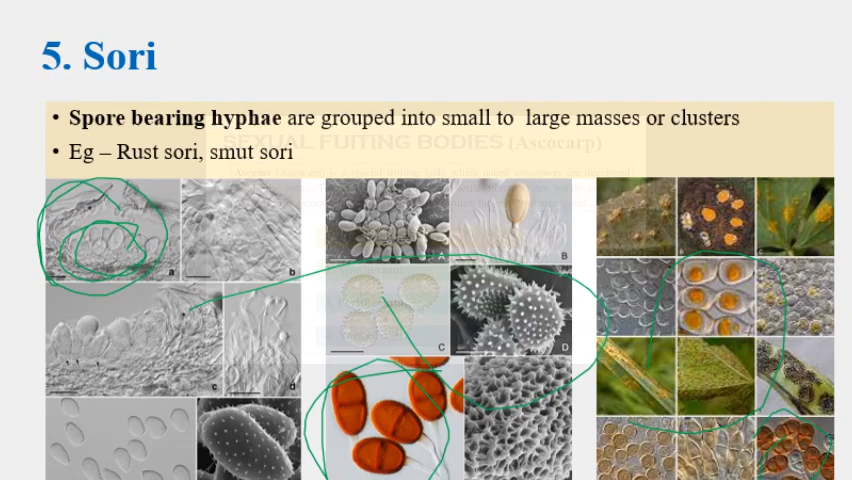 5. Sori
• Spore bearing hyphae are grouped into small to large masses or clusters
SEXUAL FUITING BODIES (Ascocarp)
• Eg – Rust sori, smut sori
a
b
A
B
c
d
C
D